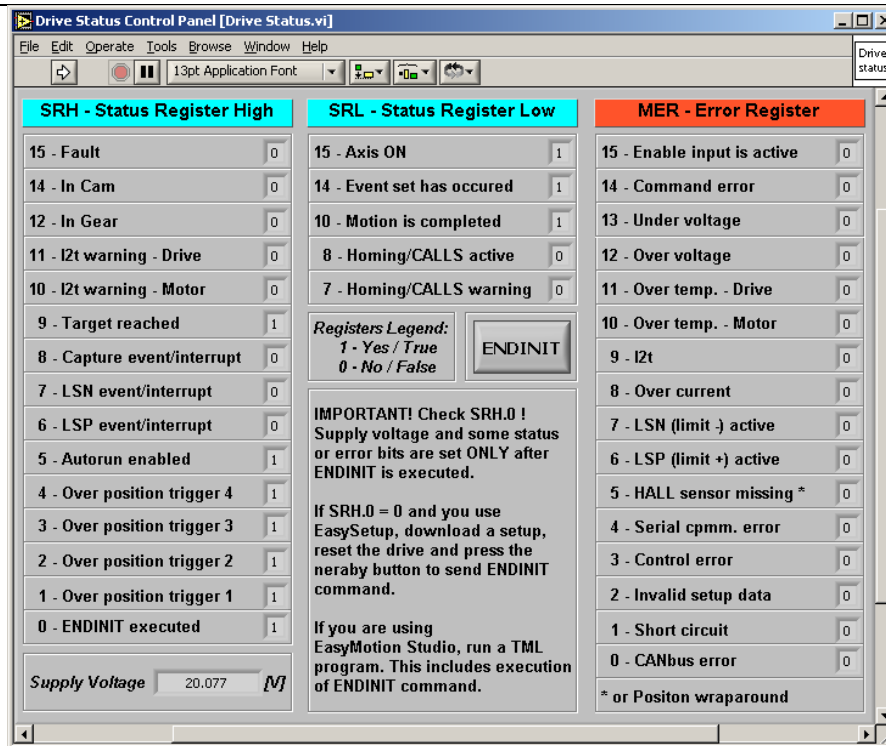 Drive Status Control Panel [Drive Status.vi]
File Edit Operate Tools Browse Window Help
13pt Application Font
Drive
status
SRH - Status Register High
15 - Fault 0
14 - In Cam 0
12 - In Gear 0
11 - I2t warning - Drive 0
10 - I2t warning - Motor 0
9 - Target reached 1
8 - Capture event/interrupt 0
7 - LSN event/interrupt 0
6 - LSP event/interrupt 0
5 - Autorun enabled 1
4 - Over position trigger 4 1
3 - Over position trigger 3 1
2 - Over position trigger 2 1
1 - Over position trigger 1 1
0 - ENDINIT executed 1
Supply Voltage 20.077 [V]
SRL - Status Register Low
15 - Axis ON 1
14 - Event set has occured 1
10 - Motion is completed 1
8 - Homing/CALLS active 0
7 - Homing/CALLS warning 0
Registers Legend:
1 - Yes / True
0 - No / False
ENDINIT
IMPORTANT! Check SRH.0 !
Supply voltage and some status
or error bits are set ONLY after
ENDINIT is executed.
If SRH.0 = 0 and you use
EasySetup, download a setup,
reset the drive and press the
neraby button to send ENDINIT
command.
If you are using
EasyMotion Studio, run a TML
program. This includes execution
of ENDINIT command.
MER - Error Register
15 - Enable input is active 0
14 - Command error 0
13 - Under voltage 0
12 - Over voltage 0
11 - Over temp. - Drive 0
10 - Over temp. - Motor 0
9 - I2t 0
8 - Over current 0
7 - LSN (limit -) active 0
6 - LSP (limit +) active 0
5 - HALL sensor missing * 0
4 - Serial cpmm. error 0
3 - Control error 0
2 - Invalid setup data 0
1 - Short circuit 0
0 - CANbus error 0
* or Positon wraparound